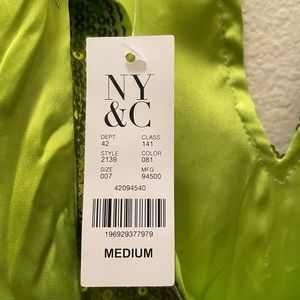 NY
&C
DEPT CLASS
42 141
STYLE COLOR
2139 081
SIZE MFG
007 94500
42094540
196929377979
MEDIUM